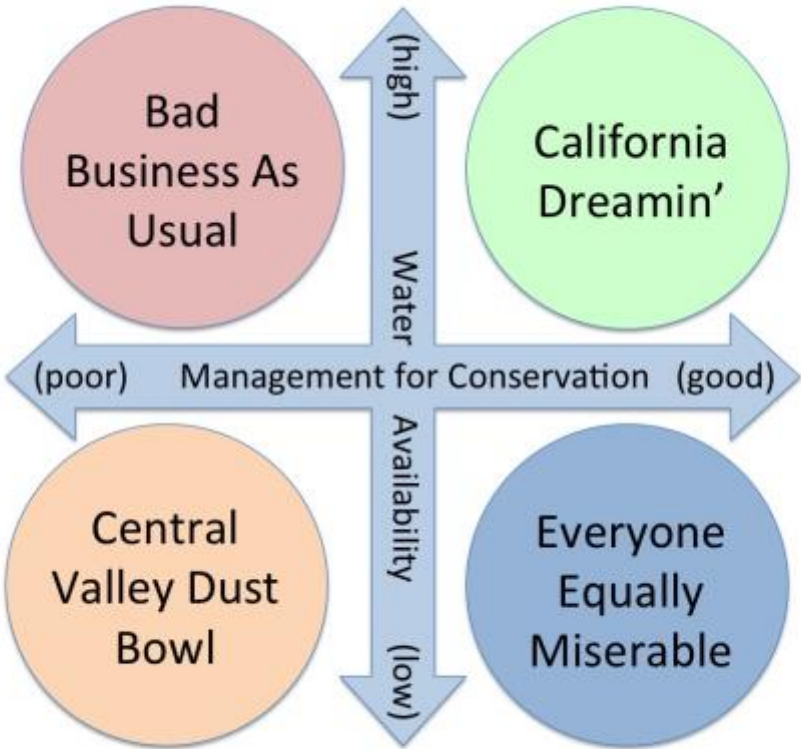 (high)
Bad
Business As
Usual
California
Dreamin’
Water
(poor) Management for Conservation (good)
Availability
Central
Valley Dust
Bowl
Everyone
Equally
Miserable
(low)